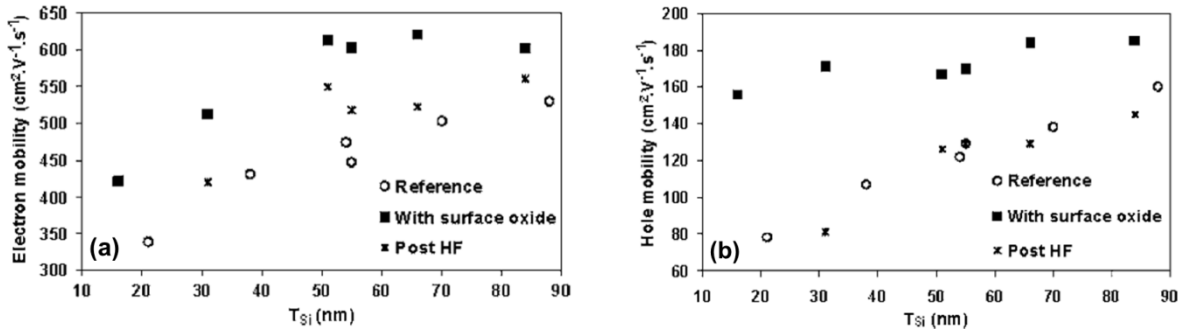 (a)
Electron mobility (cm².V⁻¹.s⁻¹)
650
600
550
500
450
400
350
300
10 20 30 40 50 60 70 80 90
T_Si (nm)
Reference
With surface oxide
Post HF
(b)
Hole mobility (cm².V⁻¹.s⁻¹)
200
180
160
140
120
100
80
60
10 20 30 40 50 60 70 80 90
T_Si (nm)
Reference
With surface oxide
Post HF